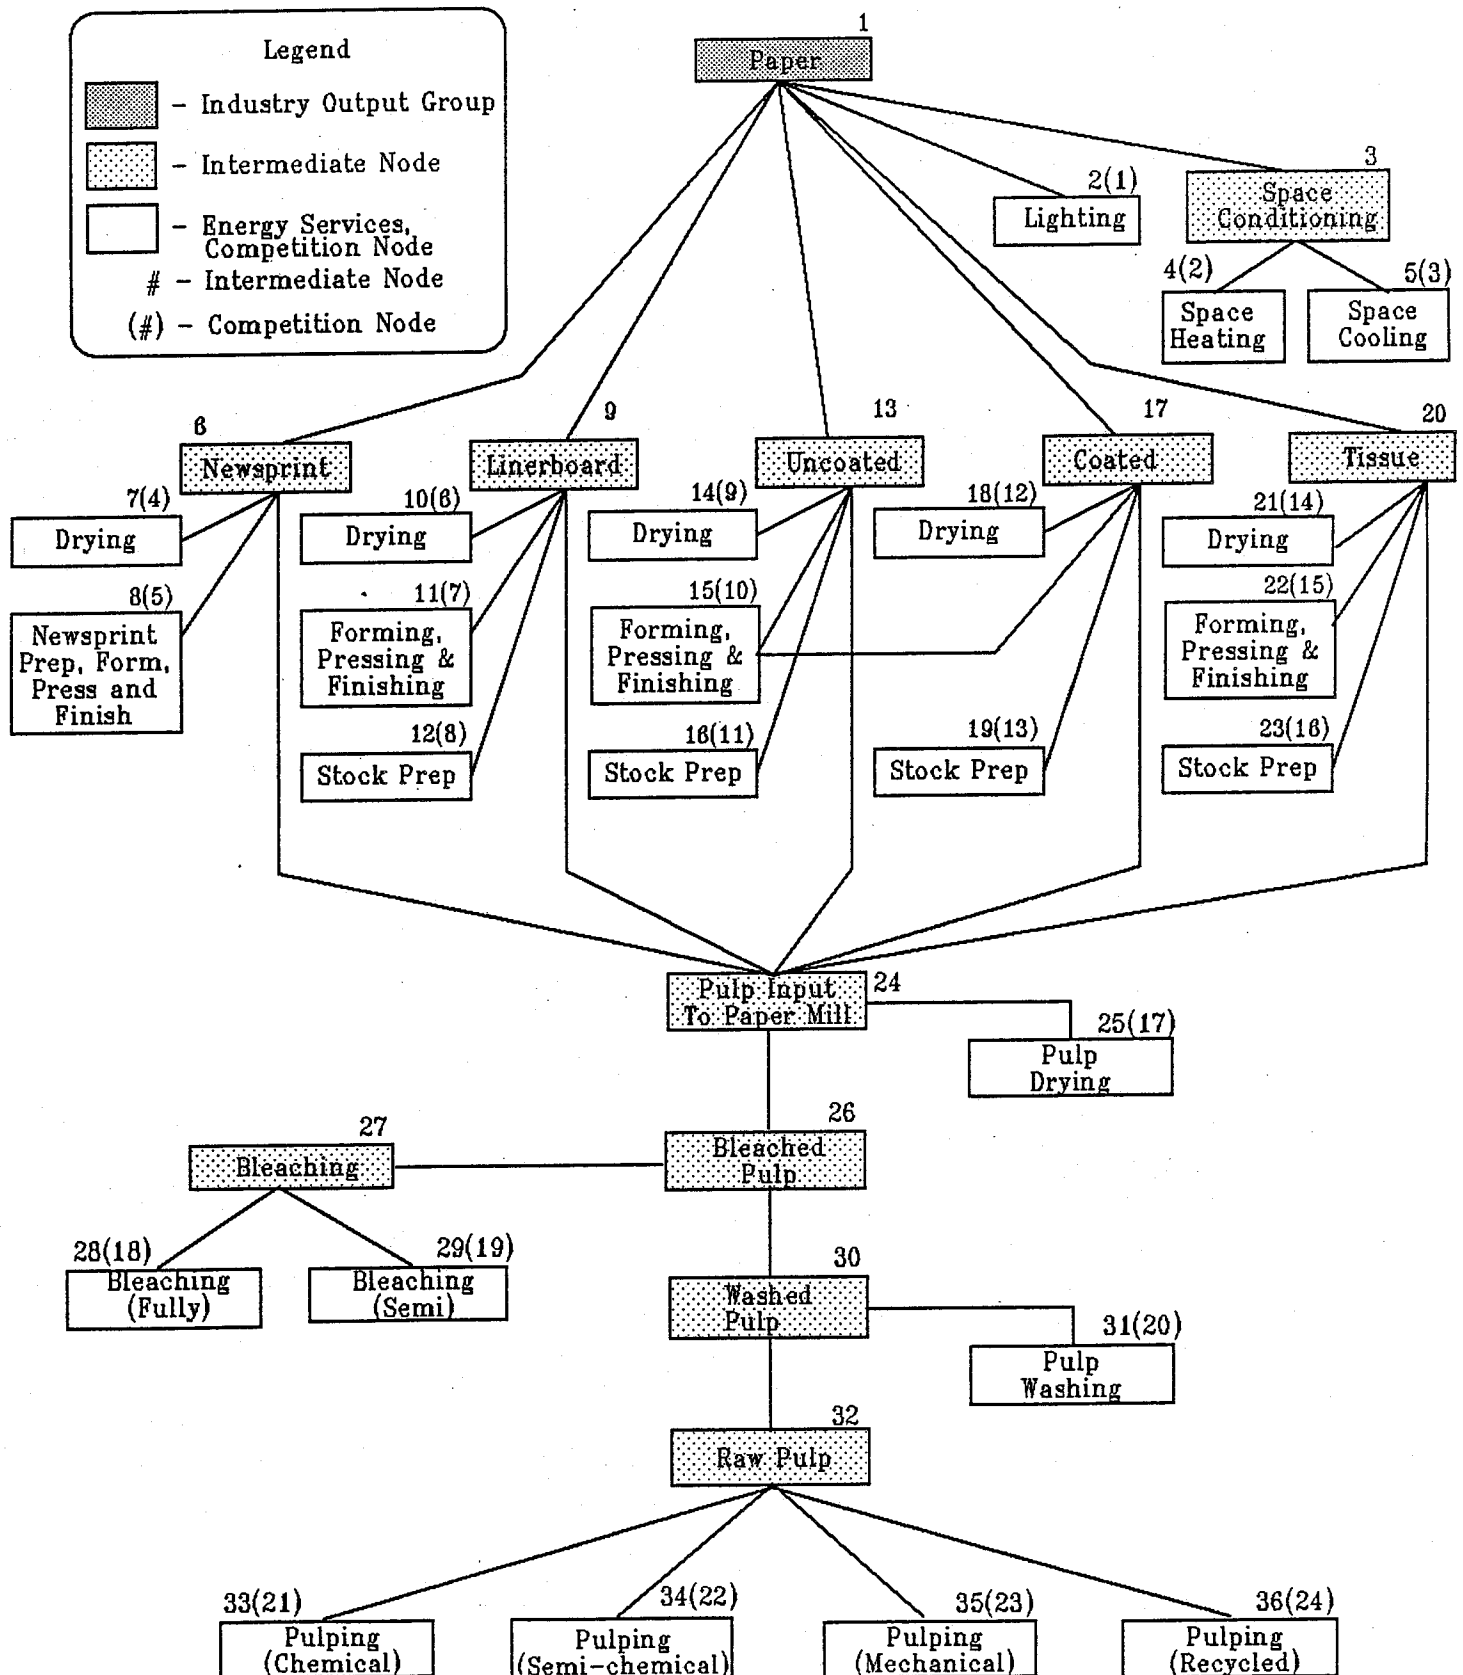 Legend
– Industry Output Group
– Intermediate Node
– Energy Services,
Competition Node
# – Intermediate Node
(#) – Competition Node
1
Paper
2(1)
Lighting
3
Space
Conditioning
4(2)
Space
Heating
5(3)
Space
Cooling
6
Newsprint
9
Linerboard
13
Uncoated
17
Coated
20
Tissue
7(4)
Drying
10(6)
Drying
14(9)
Drying
18(12)
Drying
21(14)
Drying
8(5)
Newsprint
Prep, Form,
Press and
Finish
11(7)
Forming,
Pressing &
Finishing
15(10)
Forming,
Pressing &
Finishing
22(15)
Forming,
Pressing &
Finishing
12(8)
Stock Prep
16(11)
Stock Prep
19(13)
Stock Prep
23(16)
Stock Prep
24
Pulp Input
To Paper Mill
25(17)
Pulp
Drying
26
Bleached
Pulp
27
Bleaching
28(18)
Bleaching
(Fully)
29(19)
Bleaching
(Semi)
30
Washed
Pulp
31(20)
Pulp
Washing
32
Raw Pulp
33(21)
Pulping
(Chemical)
34(22)
Pulping
(Semi-chemical)
35(23)
Pulping
(Mechanical)
36(24)
Pulping
(Recycled)